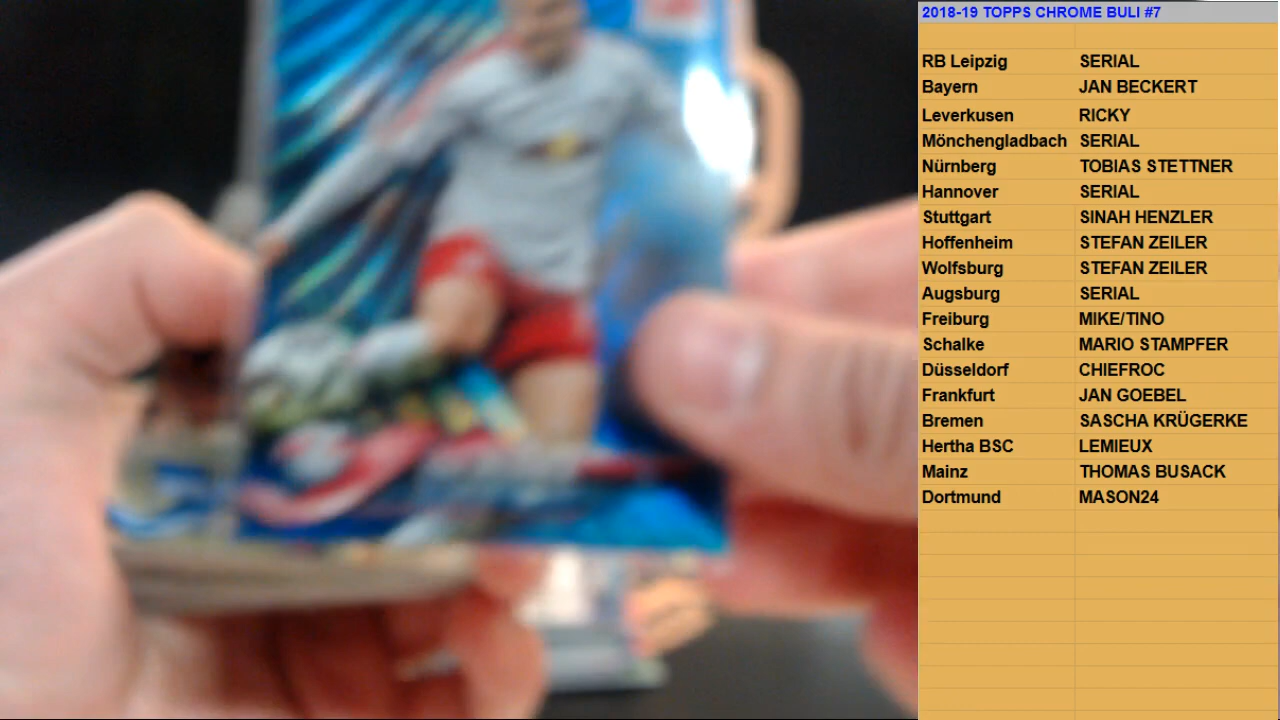 2018-19 TOPPS CHROME BULI #7
RB Leipzig SERIAL
Bayern JAN BECKERT
Leverkusen RICKY
Mönchengladbach SERIAL
Nürnberg TOBIAS STETTNER
Hannover SERIAL
Stuttgart SINAH HENZLER
Hoffenheim STEFAN ZEILER
Wolfsburg STEFAN ZEILER
Augsburg SERIAL
Freiburg MIKE/TINO
Schalke MARIO STAMPFER
Düsseldorf CHIEFROC
Frankfurt JAN GOEBEL
Bremen SASCHA KRÜGERKE
Hertha BSC LEMIEUX
Mainz THOMAS BUSACK
Dortmund MASON24